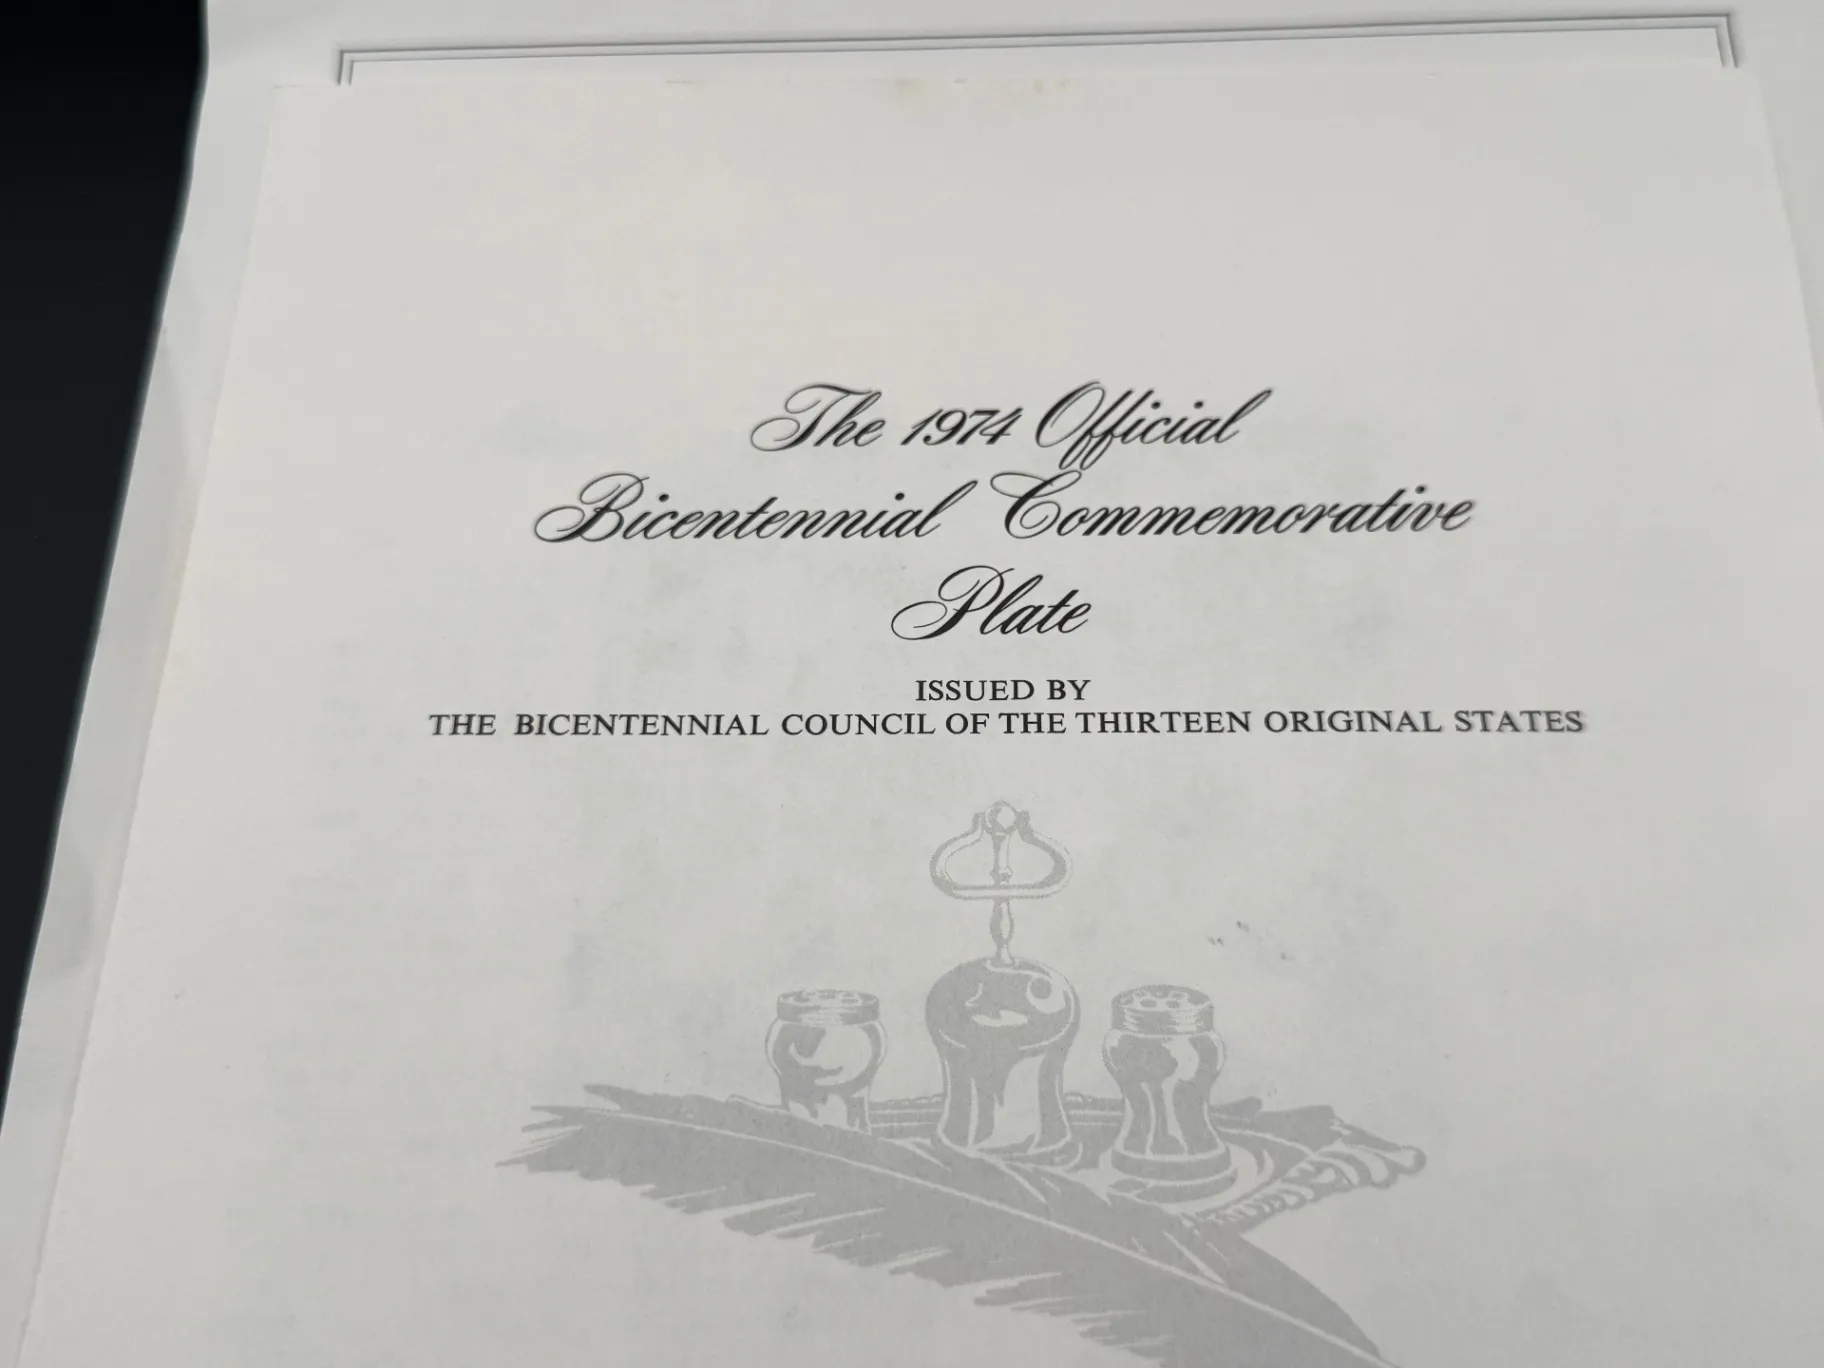 The 1974 Official
Bicentennial Commemorative
Plate
ISSUED BY
THE BICENTENNIAL COUNCIL OF THE THIRTEEN ORIGINAL STATES